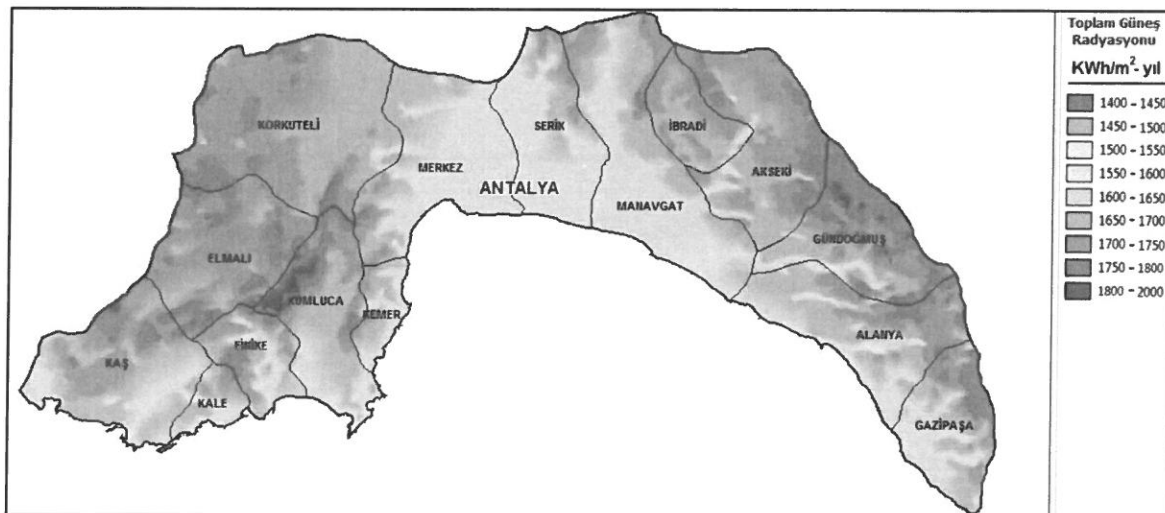 Toplam Güneş
Radyasyonu
KWh/m²- yıl
1400 - 1450
1450 - 1500
1500 - 1550
1550 - 1600
1600 - 1650
1650 - 1700
1700 - 1750
1750 - 1800
1800 - 2000
KORKUTELİ
SERİK
İBRADİ
MERKEZ
AKSEKİ
ANTALYA
MANAVGAT
GÜNDOĞMUŞ
ELMALI
KUMLUCA
KEMER
ALANYA
FİNİKE
KAŞ
KALE
GAZİPAŞA